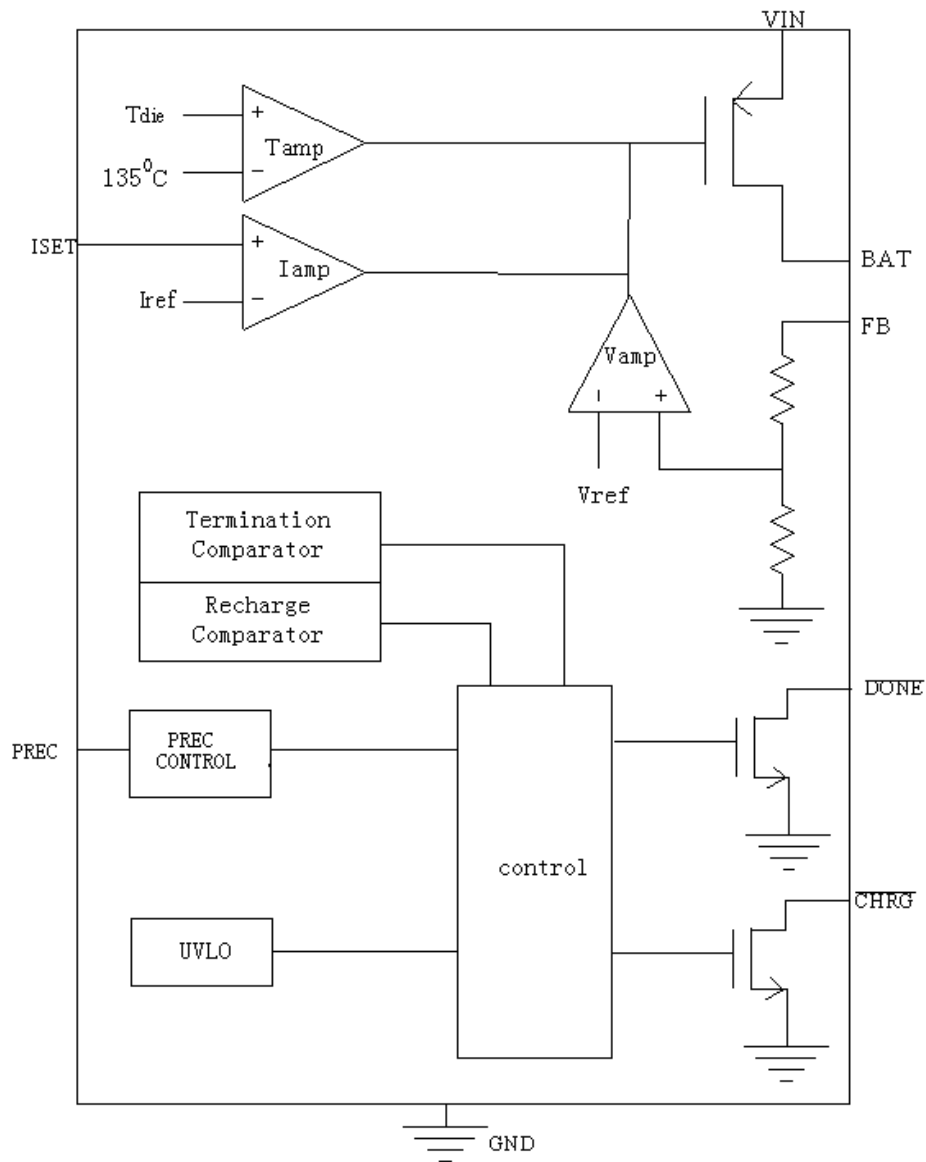 VIN
Tdie
+
Tamp
135⁰C
−
ISET
+
Iamp
Iref
−
BAT
FB
Vamp
− +
Vref
Termination
Comparator
Recharge
Comparator
DONE
PREC
PREC
CONTROL
control
CHRG
UVLO
GND